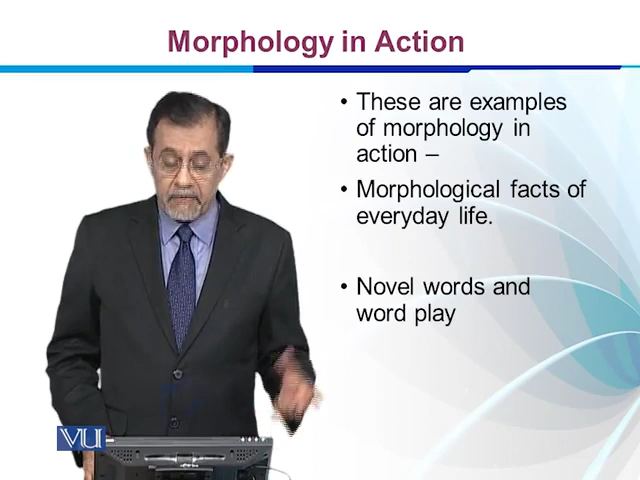 Morphology in Action
• These are examples
of morphology in
action –
• Morphological facts of
everyday life.
• Novel words and
word play
VU